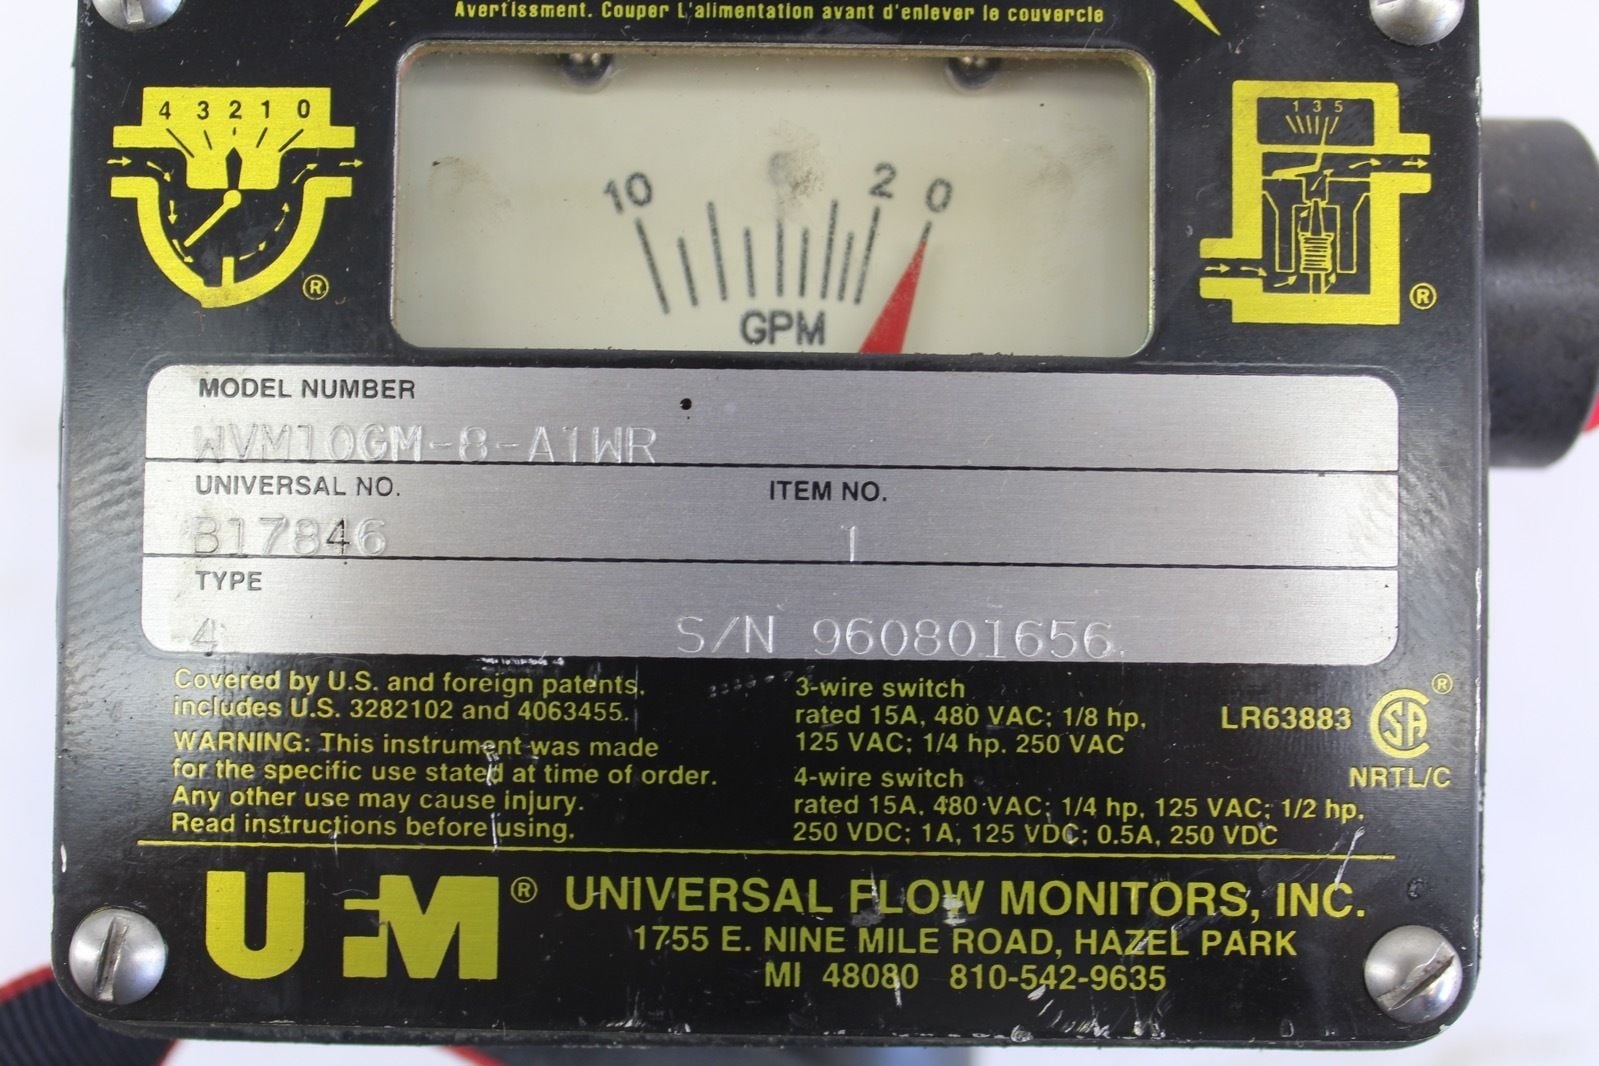 Avertissment. Couper L'alimentation avant d'enlever le couvercle
4 3 2 1 0
10 2 0
GPM
1 3 5
®
®
MODEL NUMBER
WVM10GM-8-A1WR
UNIVERSAL NO. ITEM NO.
B17846 1
TYPE
4 S/N 960801656
Covered by U.S. and foreign patents,
includes U.S. 3282102 and 4063455.
WARNING: This instrument was made
for the specific use stated at time of order.
Any other use may cause injury.
Read instructions before using.
3-wire switch
rated 15A, 480 VAC; 1/8 hp,
125 VAC; 1/4 hp. 250 VAC
4-wire switch
rated 15A, 480 VAC; 1/4 hp, 125 VAC; 1/2 hp,
250 VDC; 1A, 125 VDC; 0.5A, 250 VDC
LR63883 SA ®
NRTL/C
UFM ® UNIVERSAL FLOW MONITORS, INC.
1755 E. NINE MILE ROAD, HAZEL PARK
MI 48080 810-542-9635